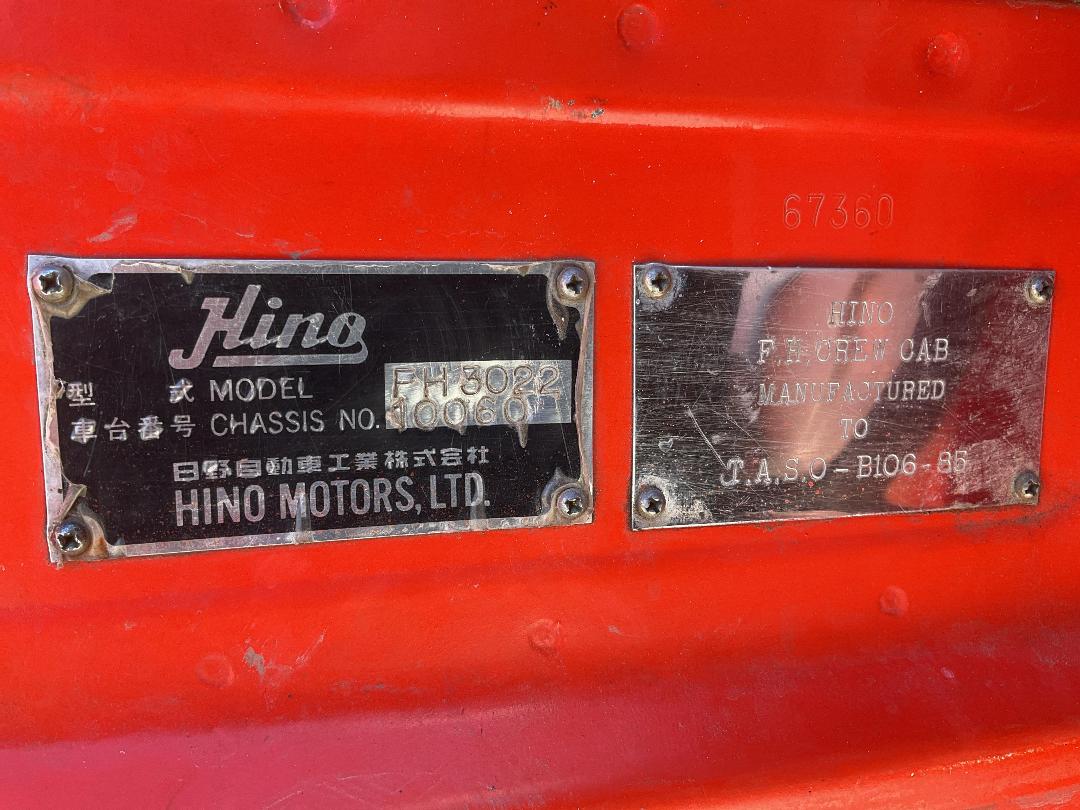 67360
Hino
型 式 MODEL FH3022
車台番号 CHASSIS NO. 10060
日野自動車工業株式会社
HINO MOTORS, LTD.
HINO
F.H. CREW CAB
MANUFACTURED
TO
J.A.S.O-B106-85